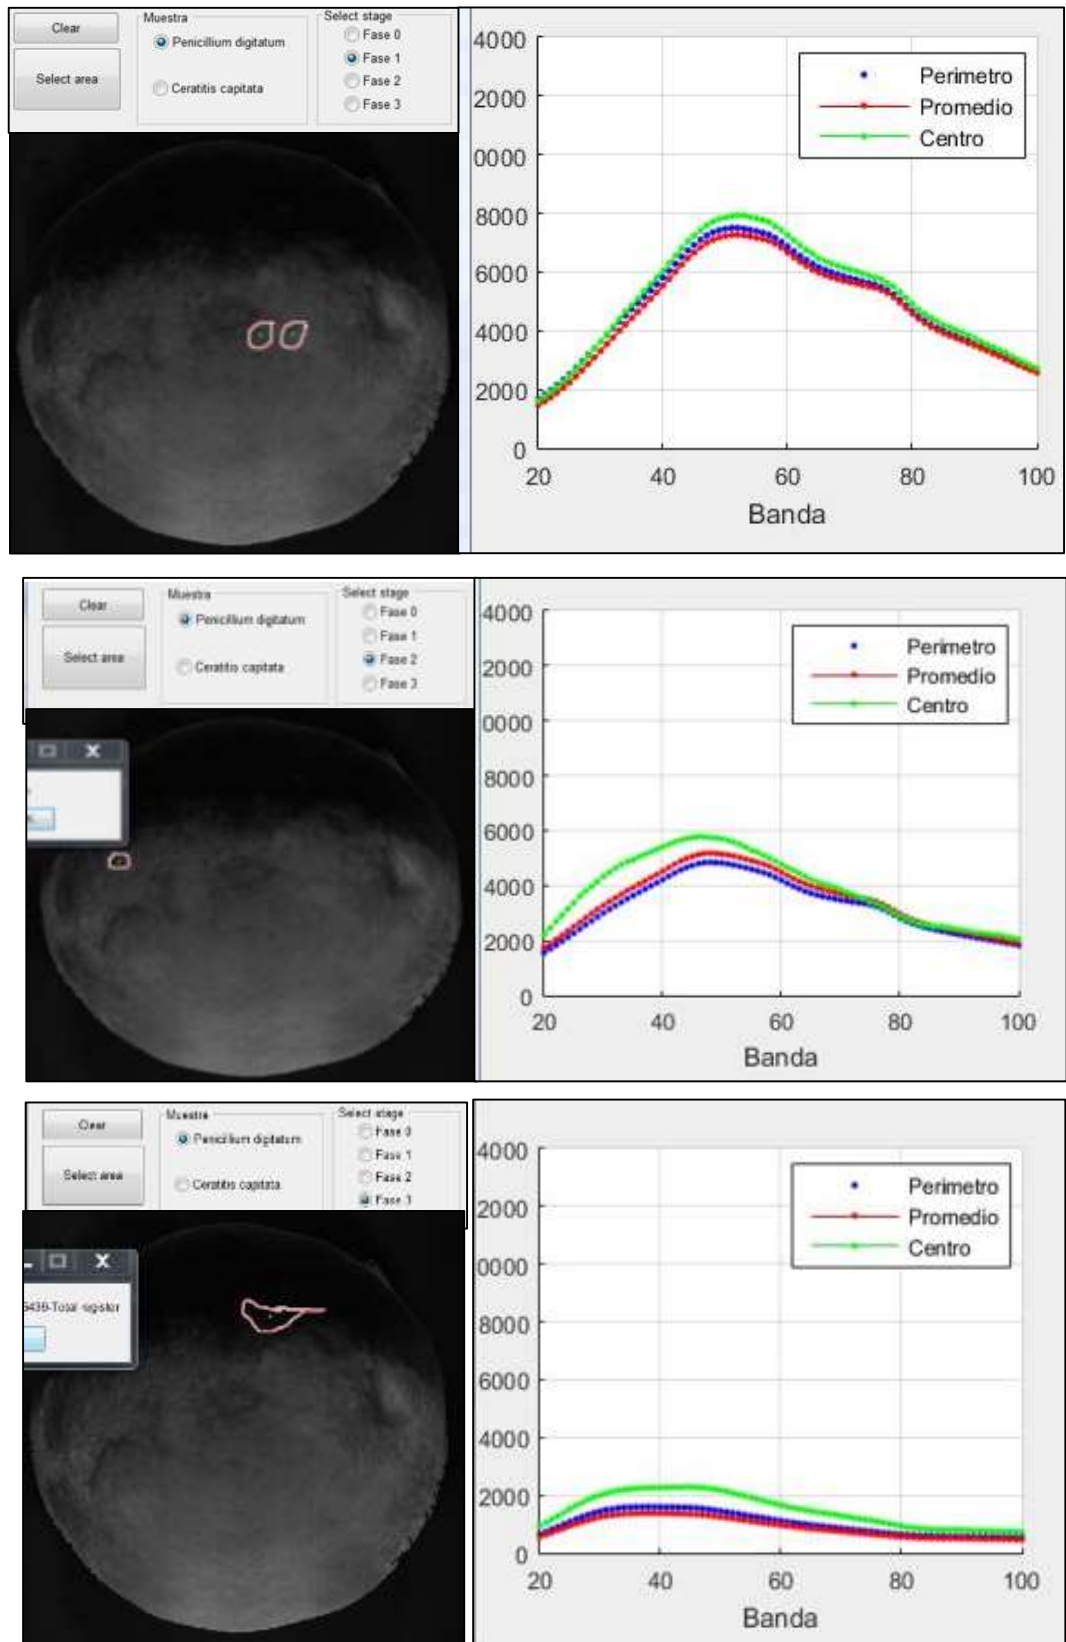 Clear
Select area
Muestra
Penicillium digitatum
Ceratitis capitata
Select stage
Fase 0
Fase 1
Fase 2
Fase 3
4000
2000
0000
8000
6000
4000
2000
0
20 40 60 80 100
Banda
Perimetro
Promedio
Centro
Clear
Select area
Muestra
Penicillium digitatum
Ceratitis capitata
Select stage
Fase 0
Fase 1
Fase 2
Fase 3
4000
2000
0000
8000
6000
4000
2000
0
20 40 60 80 100
Banda
Perimetro
Promedio
Centro
Clear
Select area
Muestra
Penicillium digitatum
Ceratitis capitata
Select stage
Fase 0
Fase 1
Fase 2
Fase 3
-Total register
4000
2000
0000
8000
6000
4000
2000
0
20 40 60 80 100
Banda
Perimetro
Promedio
Centro